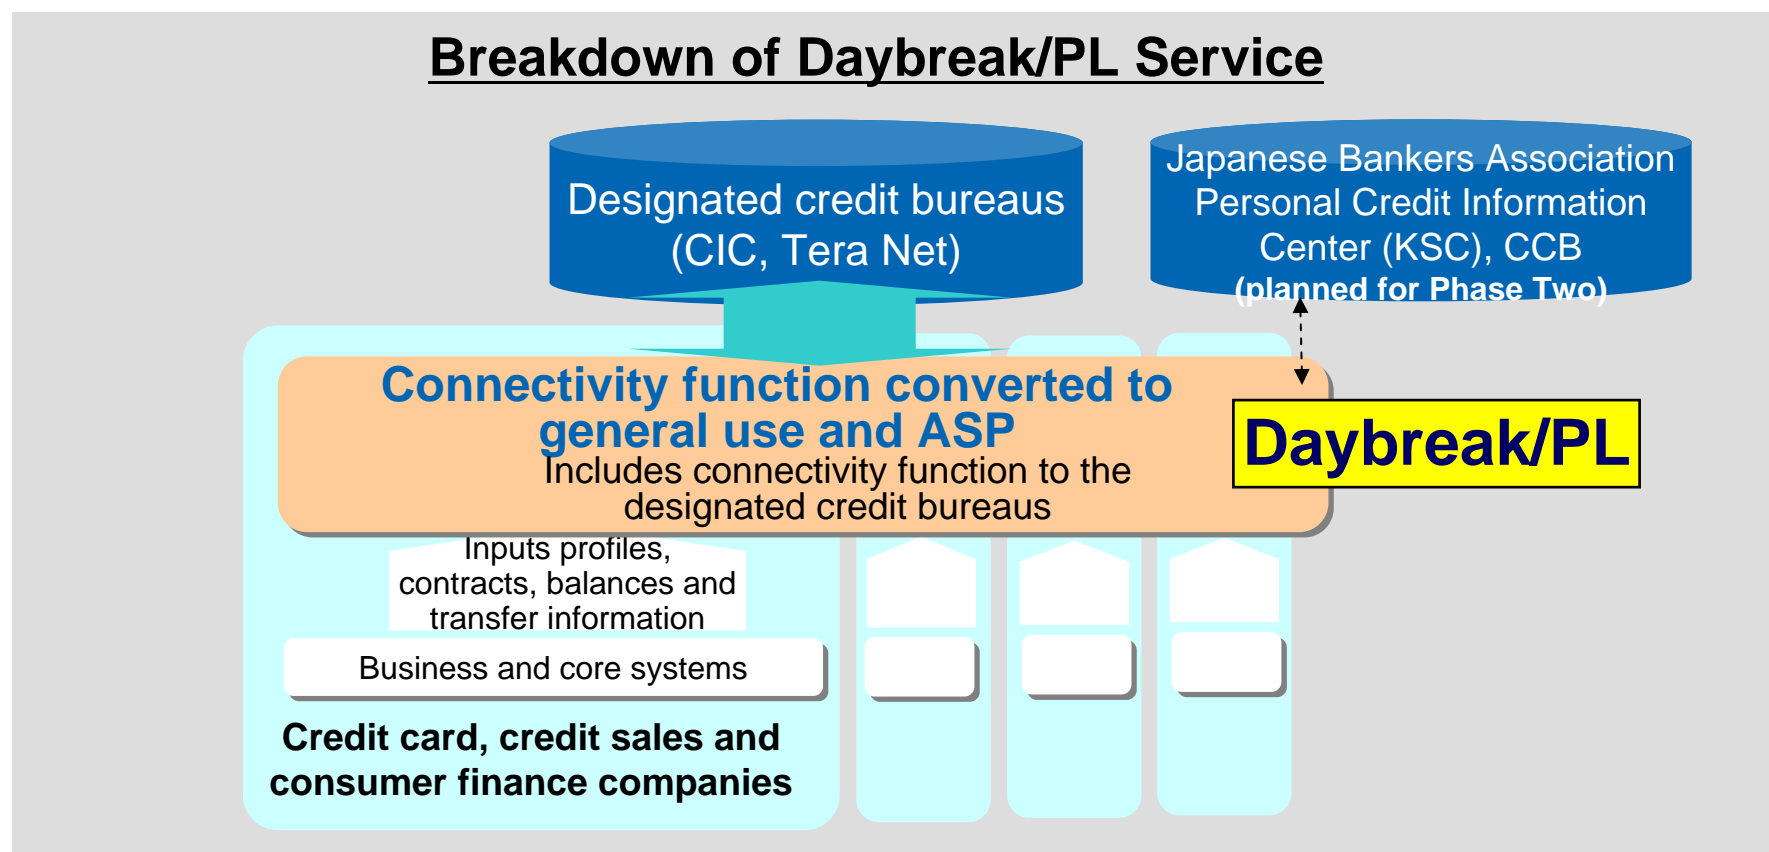 Breakdown of Daybreak/PL Service
Designated credit bureaus
(CIC, Tera Net)
Japanese Bankers Association
Personal Credit Information
Center (KSC), CCB
(planned for Phase Two)
Connectivity function converted to
general use and ASP
Includes connectivity function to the
designated credit bureaus
Daybreak/PL
Inputs profiles,
contracts, balances and
transfer information
Business and core systems
Credit card, credit sales and
consumer finance companies